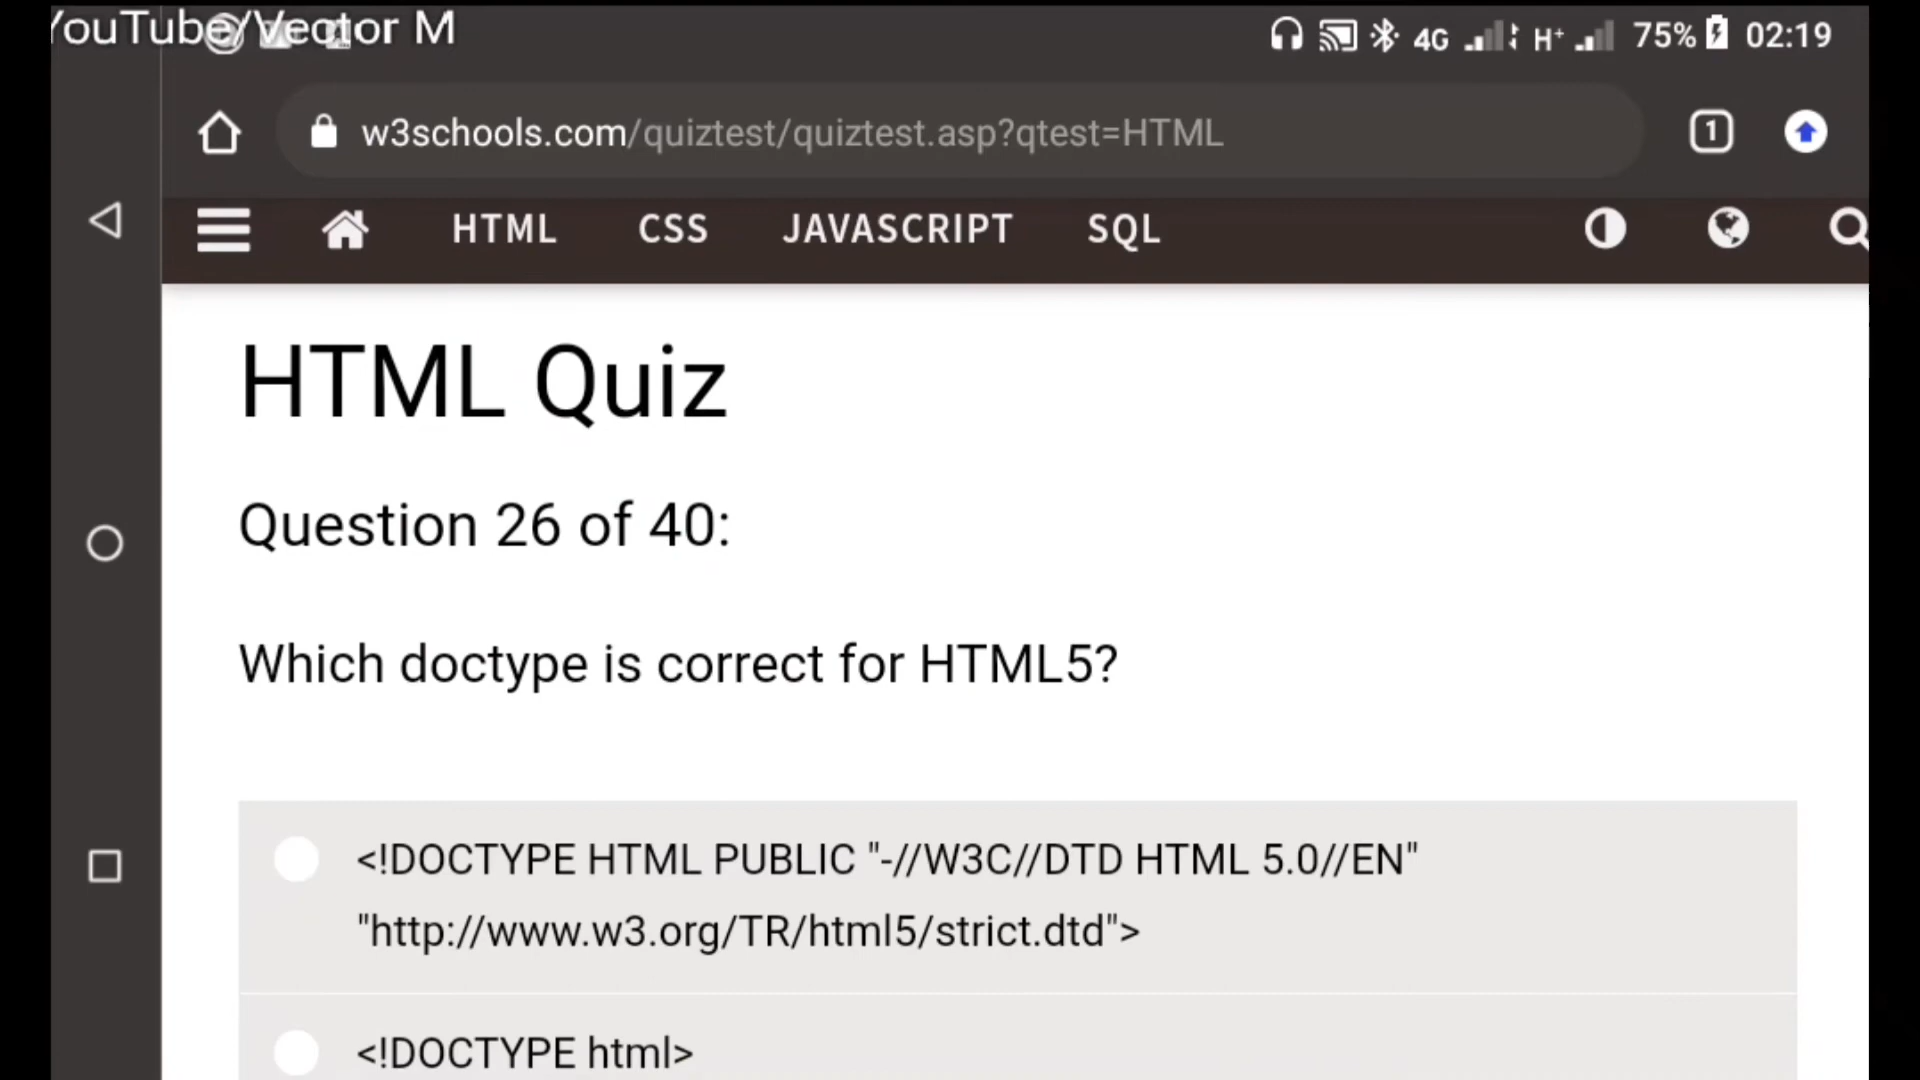 YouTube/Vector M
4G H+ 75% 02:19
w3schools.com/quiztest/quiztest.asp?qtest=HTML
1
HTML CSS JAVASCRIPT SQL
HTML Quiz
Question 26 of 40:
Which doctype is correct for HTML5?
<!DOCTYPE HTML PUBLIC "-//W3C//DTD HTML 5.0//EN"
"http://www.w3.org/TR/html5/strict.dtd">
<!DOCTYPE html>